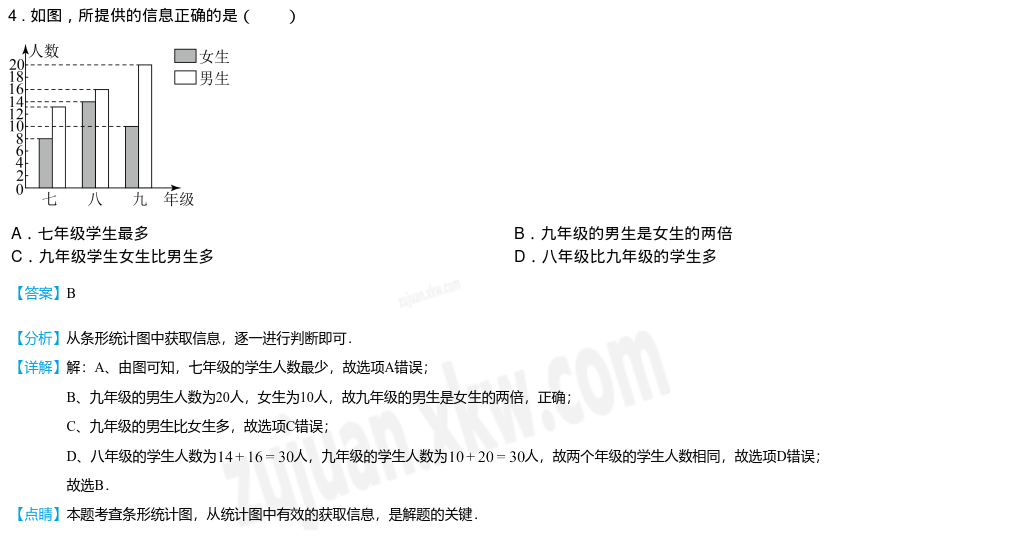 4．如图，所提供的信息正确的是（　　）
人数
女生
男生
20
18
16
14
12
10
8
6
4
2
0
七 八 九 年级
A．七年级学生最多 B．九年级的男生是女生的两倍
C．九年级学生女生比男生多 D．八年级比九年级的学生多
【答案】B
【分析】从条形统计图中获取信息，逐一进行判断即可．
【详解】解：A、由图可知，七年级的学生人数最少，故选项A错误；
B、九年级的男生人数为20人，女生为10人，故九年级的男生是女生的两倍，正确；
C、九年级的男生比女生多，故选项C错误；
D、八年级的学生人数为14+16=30人，九年级的学生人数为10+20=30人，故两个年级的学生人数相同，故选项D错误；
故选B．
【点睛】本题考查条形统计图，从统计图中有效的获取信息，是解题的关键．
zujuan.xkw.com
zujuan.xkw.com